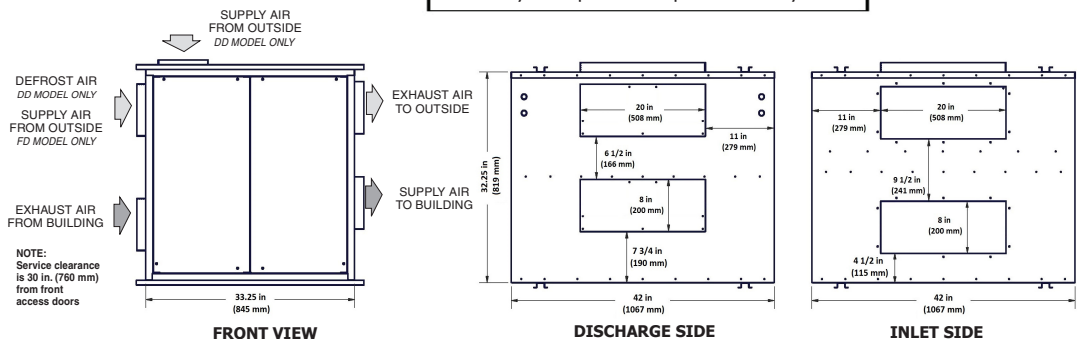 SUPPLY AIR
FROM OUTSIDE
DD MODEL ONLY
DEFROST AIR
DD MODEL ONLY
SUPPLY AIR
FROM OUTSIDE
FD MODEL ONLY
EXHAUST AIR
FROM BUILDING
NOTE:
Service clearance
is 30 in. (760 mm)
from front
access doors
EXHAUST AIR
TO OUTSIDE
SUPPLY AIR
TO BUILDING
33.25 in
(845 mm)
FRONT VIEW
32.25 in
(819 mm)
20 in
(508 mm)
11 in
(279 mm)
6 1/2 in
(166 mm)
8 in
(200 mm)
7 3/4 in
(190 mm)
42 in
(1067 mm)
DISCHARGE SIDE
11 in
(279 mm)
20 in
(508 mm)
9 1/2 in
(241 mm)
8 in
(200 mm)
4 1/2 in
(115 mm)
42 in
(1067 mm)
INLET SIDE